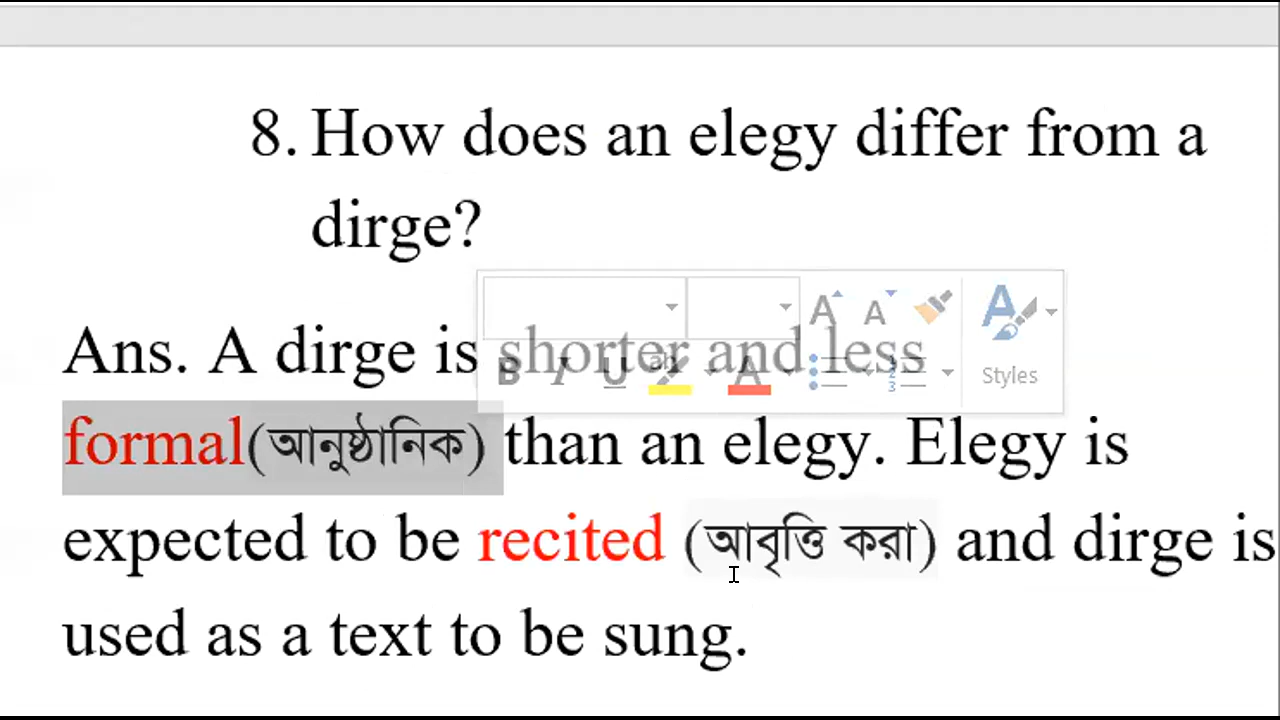 8. How does an elegy differ from a
dirge?
Ans. A dirge is shorter and less
Styles
formal(আনুষ্ঠানিক) than an elegy. Elegy is
expected to be recited (আবৃত্তি করা) and dirge is
used as a text to be sung.